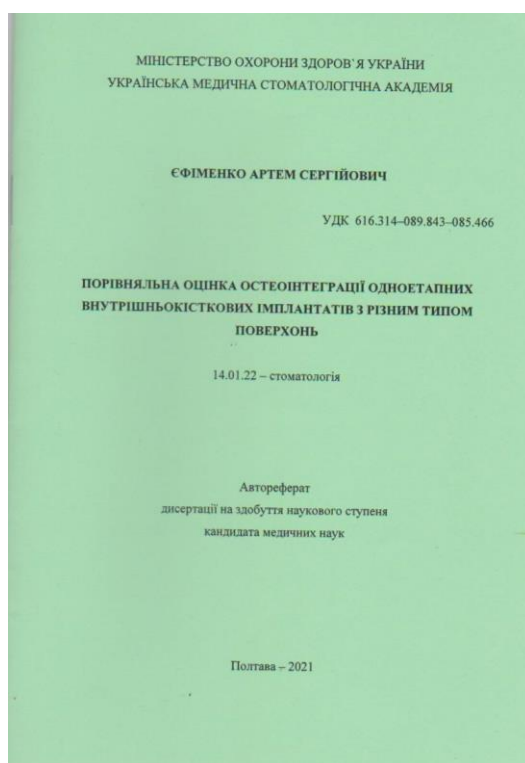 МІНІСТЕРСТВО ОХОРОНИ ЗДОРОВ`Я УКРАЇНИ
УКРАЇНСЬКА МЕДИЧНА СТОМАТОЛОГІЧНА АКАДЕМІЯ
ЄФІМЕНКО АРТЕМ СЕРГІЙОВИЧ
УДК 616.314–089.843–085.466
ПОРІВНЯЛЬНА ОЦІНКА ОСТЕОІНТЕГРАЦІЇ ОДНОЕТАПНИХ
ВНУТРІШНЬОКІСТКОВИХ ІМПЛАНТАТІВ З РІЗНИМ ТИПОМ
ПОВЕРХОНЬ
14.01.22 – стоматологія
Автореферат
дисертації на здобуття наукового ступеня
кандидата медичних наук
Полтава – 2021